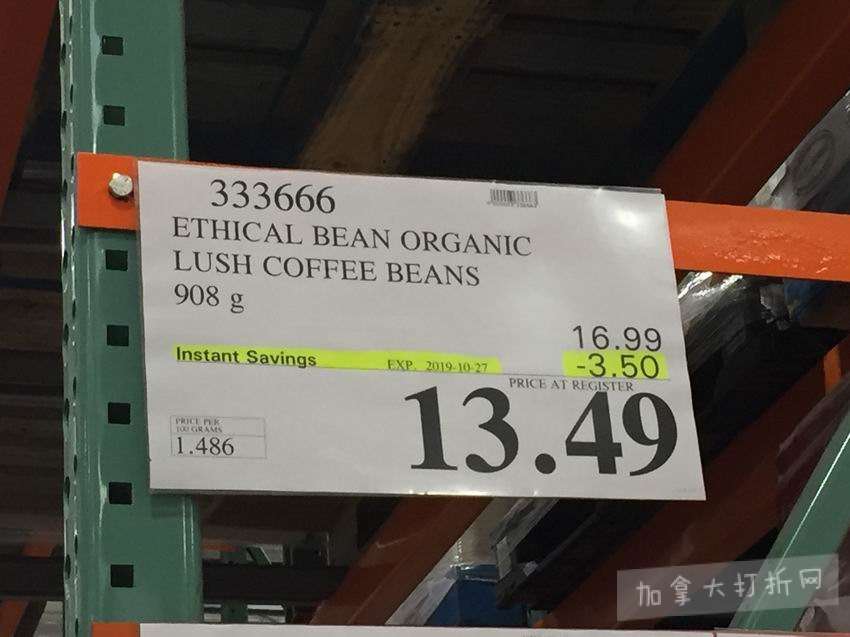 333666
ETHICAL BEAN ORGANIC
LUSH COFFEE BEANS
908 g
16.99
Instant Savings EXP. 2019-10-27 -3.50
PRICE AT REGISTER
13.49
PRICE PER
100 GRAMS
1.486
加拿大打折网